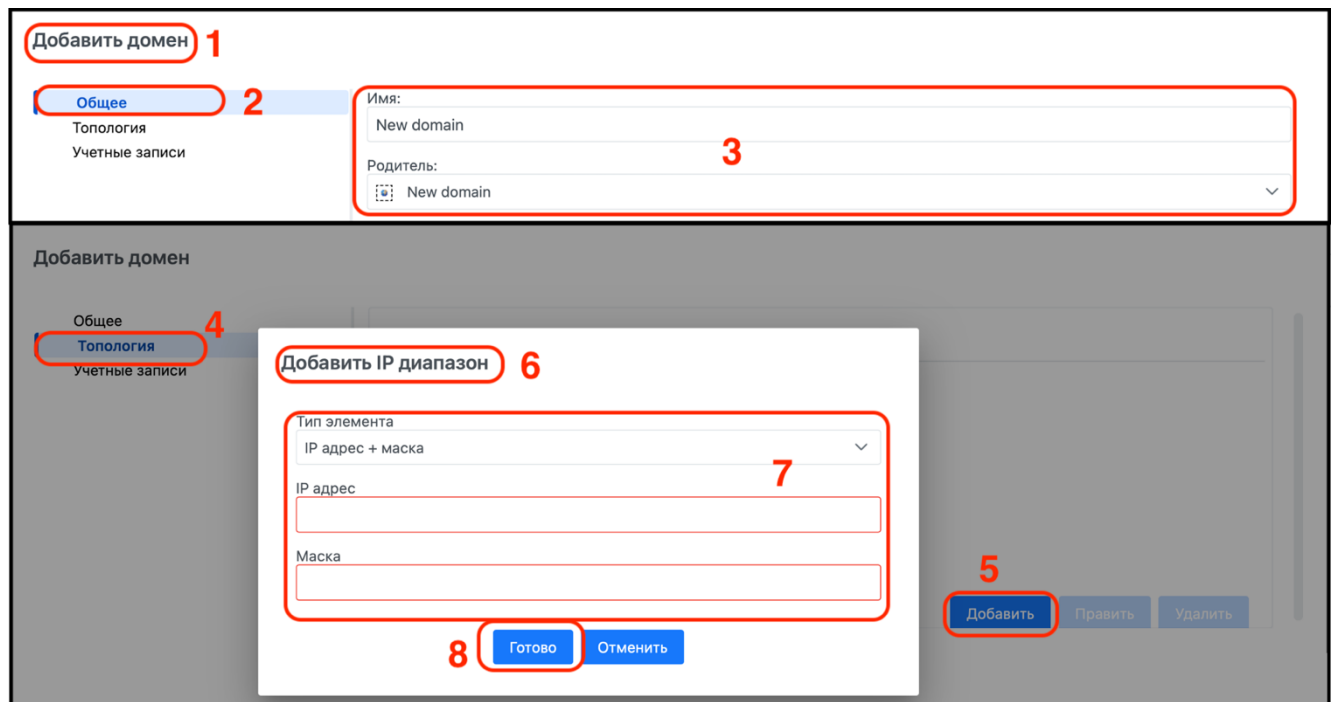 Добавить домен 1
Общее 2
Топология
Учетные записи
Имя:
New domain
3
Родитель:
New domain
Добавить домен
Общее
4
Топология
Учетные записи
Добавить IP диапазон 6
Тип элемента
IP адрес + маска
7
IP адрес
Маска
5
Добавить Править Удалить
8 Готово Отменить